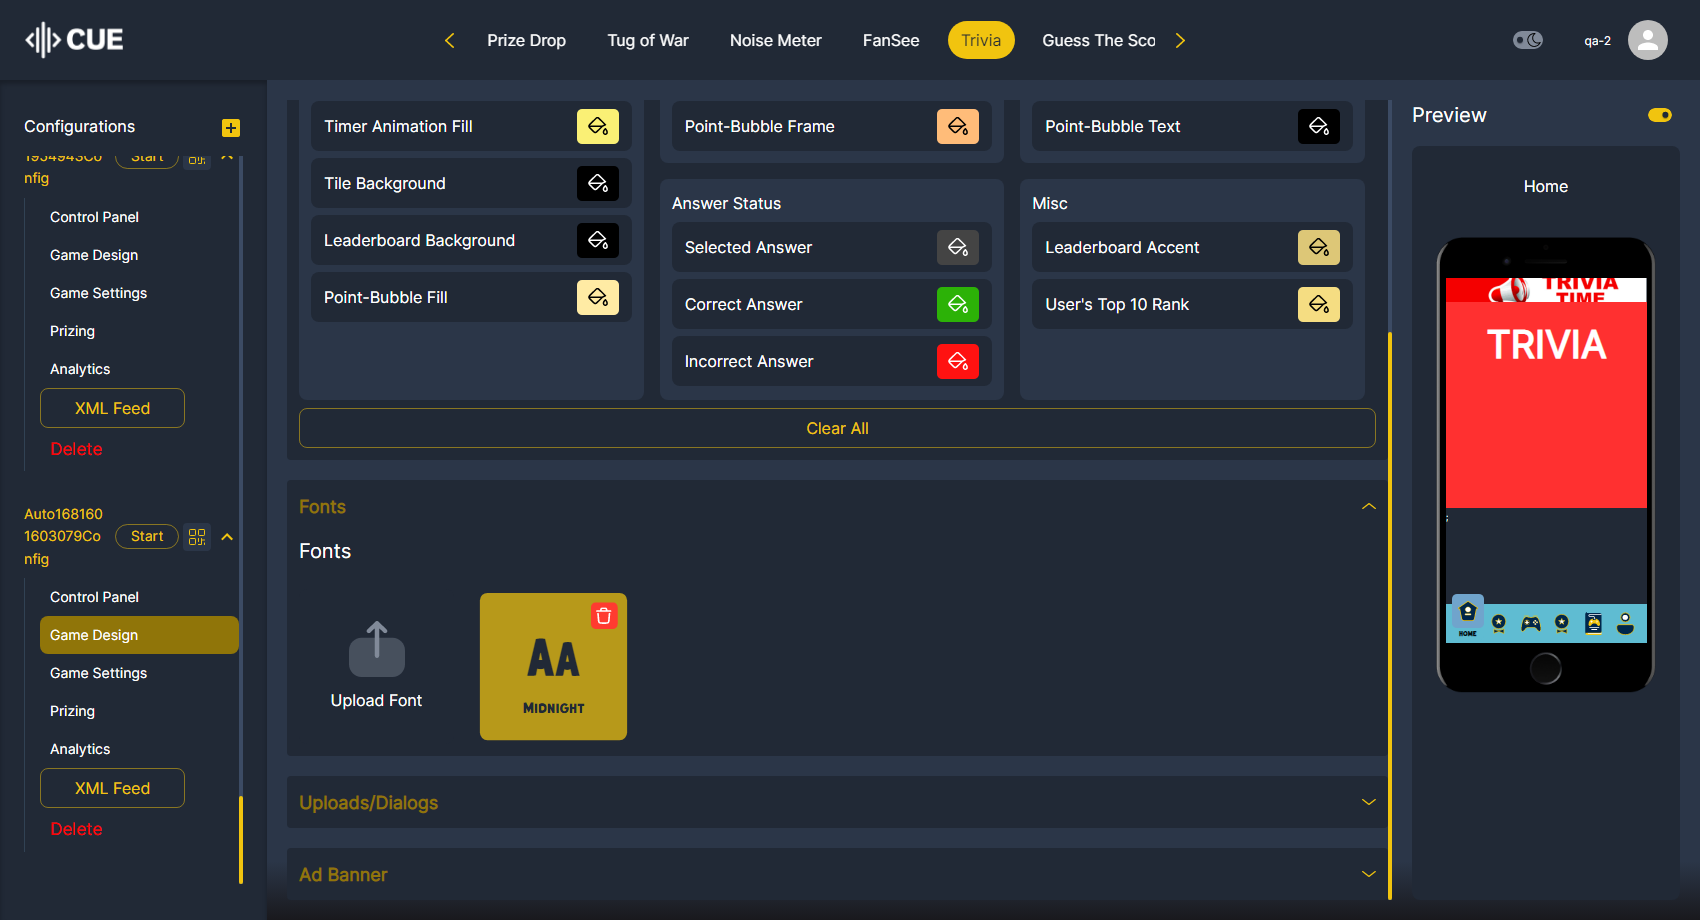 CUE
Prize Drop
Tug of War
Noise Meter
FanSee
Trivia
Guess The Sco
qa-2
Configurations
1934943Co
nfig
Start
Control Panel
Game Design
Game Settings
Prizing
Analytics
XML Feed
Delete
Auto168160
1603079Co
nfig
Start
Control Panel
Game Design
Game Settings
Prizing
Analytics
XML Feed
Delete
Timer Animation Fill
Tile Background
Leaderboard Background
Point-Bubble Fill
Point-Bubble Frame
Answer Status
Selected Answer
Correct Answer
Incorrect Answer
Point-Bubble Text
Misc
Leaderboard Accent
User's Top 10 Rank
Clear All
Fonts
Fonts
Upload Font
AA
MIDNIGHT
Uploads/Dialogs
Ad Banner
Preview
Home
TRIVIA
TIME
TRIVIA
HOME